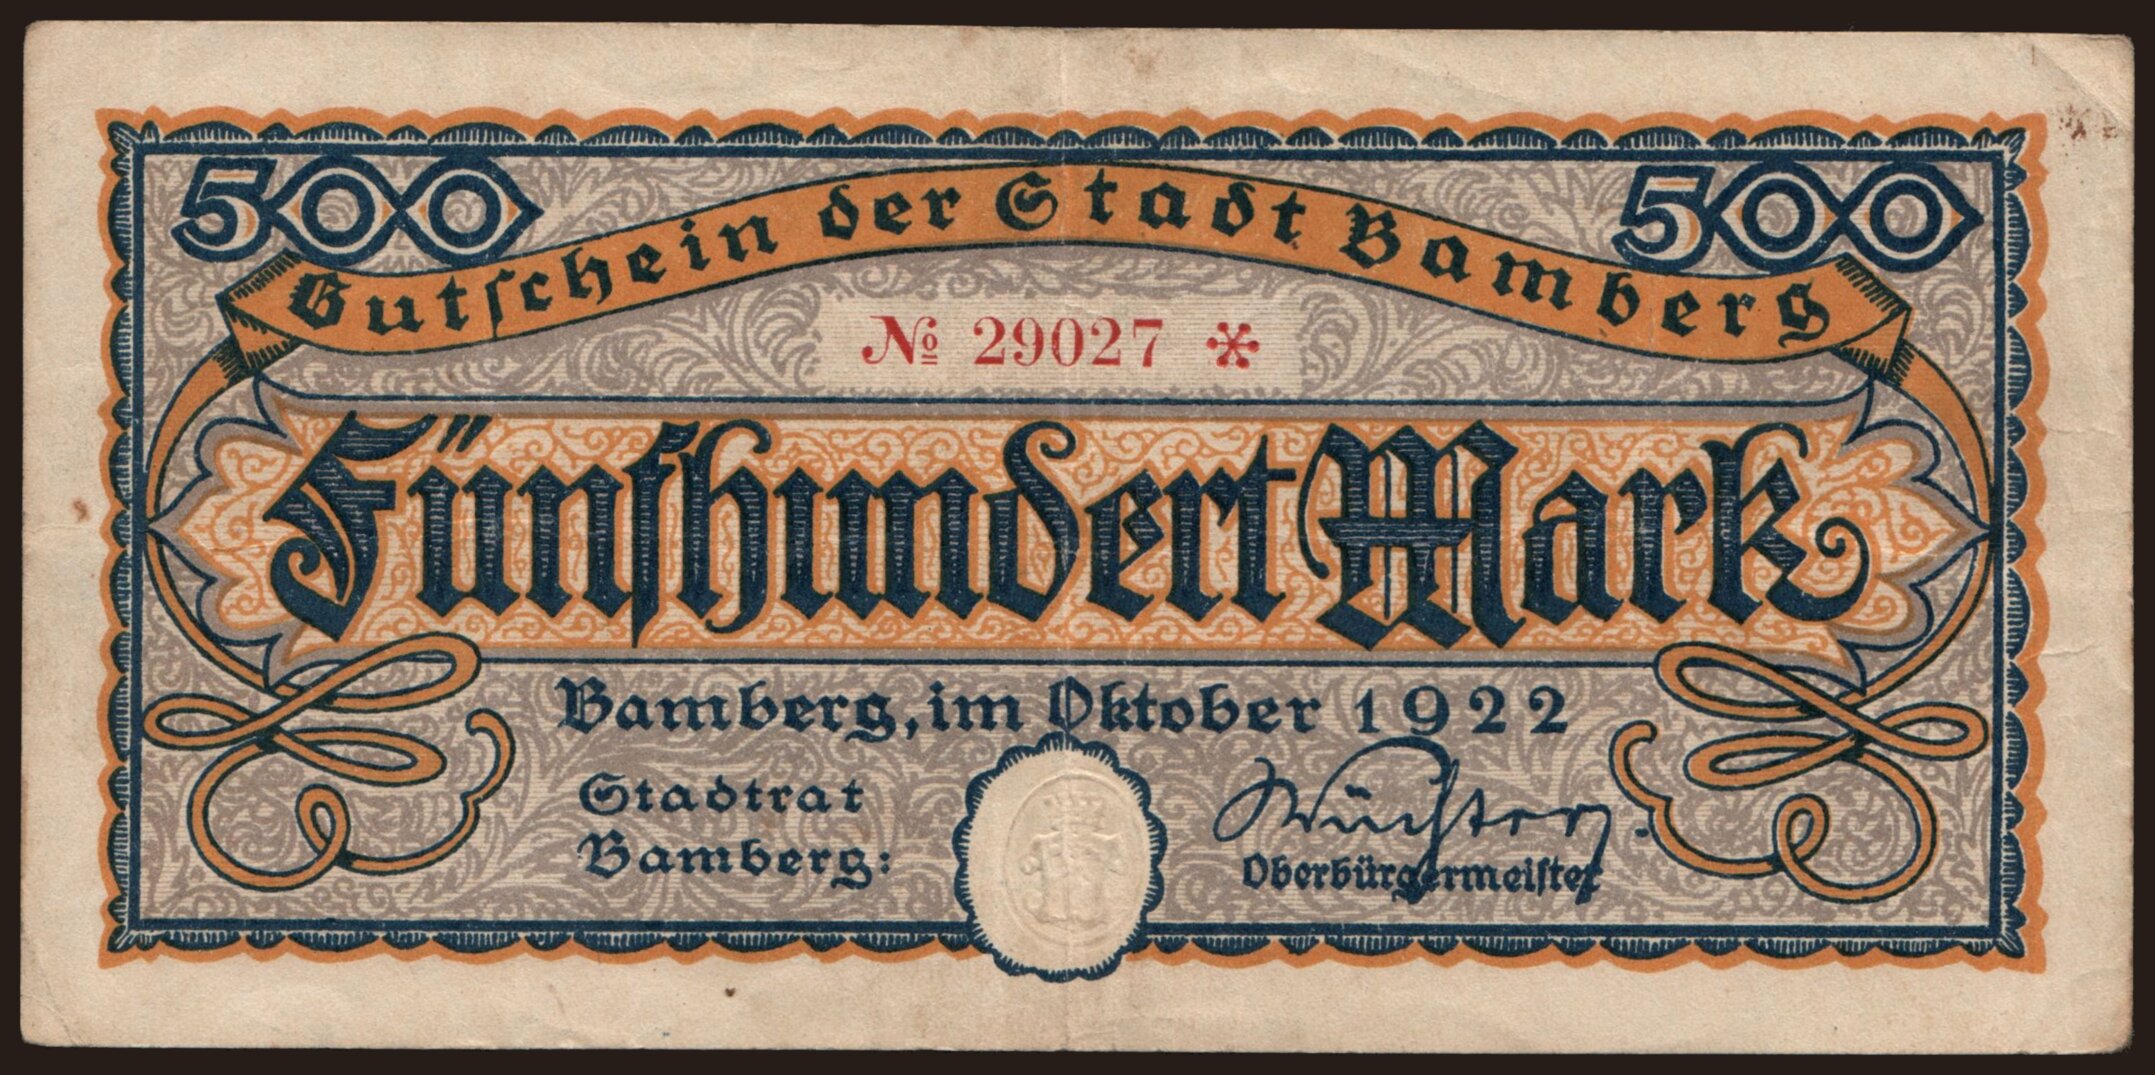 500
500
Gutschein der Stadt Bamberg
№ 29027 *
Fünfhundert Mark
Bamberg, im Oktober 1922
Stadtrat
Bamberg:
Oberbürgermeister